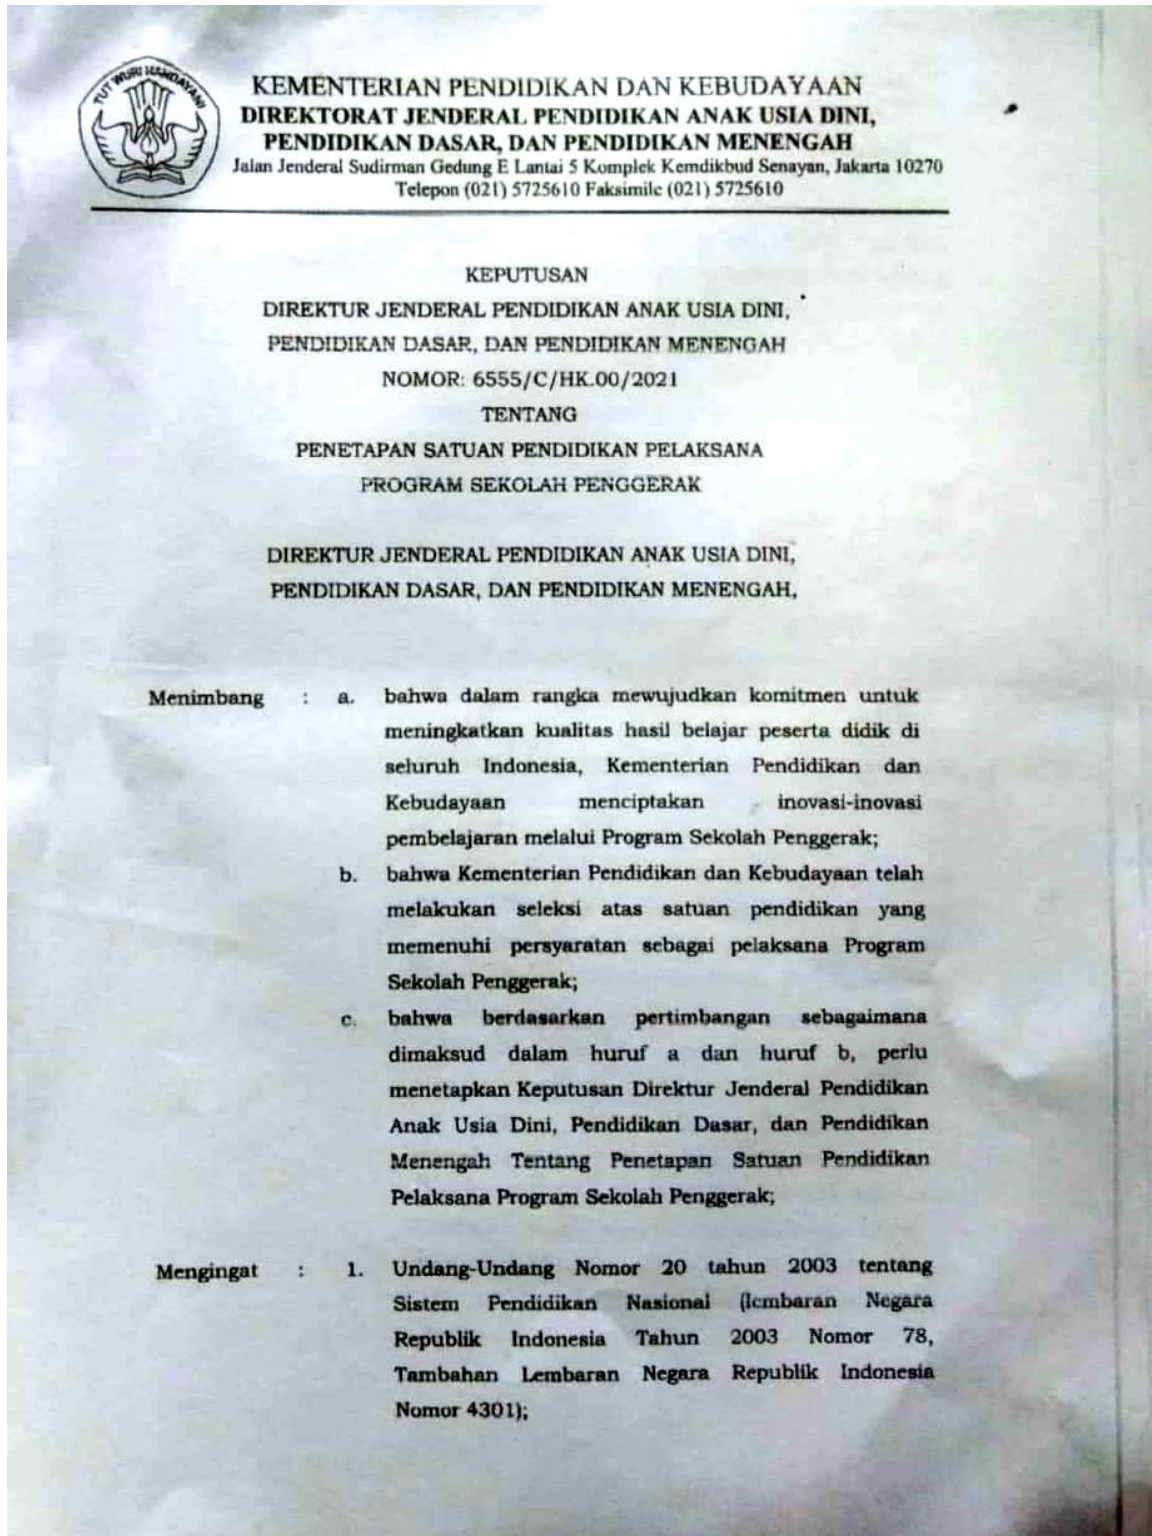 TUT WURI HANDAYANI
KEMENTERIAN PENDIDIKAN DAN KEBUDAYAAN
DIREKTORAT JENDERAL PENDIDIKAN ANAK USIA DINI,
PENDIDIKAN DASAR, DAN PENDIDIKAN MENENGAH
Jalan Jenderal Sudirman Gedung E Lantai 5 Komplek Kemdikbud Senayan, Jakarta 10270
Telepon (021) 5725610 Faksimile (021) 5725610
KEPUTUSAN
DIREKTUR JENDERAL PENDIDIKAN ANAK USIA DINI,
PENDIDIKAN DASAR, DAN PENDIDIKAN MENENGAH
NOMOR: 6555/C/HK.00/2021
TENTANG
PENETAPAN SATUAN PENDIDIKAN PELAKSANA
PROGRAM SEKOLAH PENGGERAK
DIREKTUR JENDERAL PENDIDIKAN ANAK USIA DINI,
PENDIDIKAN DASAR, DAN PENDIDIKAN MENENGAH,
Menimbang : a. bahwa dalam rangka mewujudkan komitmen untuk
meningkatkan kualitas hasil belajar peserta didik di
seluruh Indonesia, Kementerian Pendidikan dan
Kebudayaan menciptakan inovasi-inovasi
pembelajaran melalui Program Sekolah Penggerak;
b. bahwa Kementerian Pendidikan dan Kebudayaan telah
melakukan seleksi atas satuan pendidikan yang
memenuhi persyaratan sebagai pelaksana Program
Sekolah Penggerak;
c. bahwa berdasarkan pertimbangan sebagaimana
dimaksud dalam huruf a dan huruf b, perlu
menetapkan Keputusan Direktur Jenderal Pendidikan
Anak Usia Dini, Pendidikan Dasar, dan Pendidikan
Menengah Tentang Penetapan Satuan Pendidikan
Pelaksana Program Sekolah Penggerak;
Mengingat : 1. Undang-Undang Nomor 20 tahun 2003 tentang
Sistem Pendidikan Nasional (lembaran Negara
Republik Indonesia Tahun 2003 Nomor 78,
Tambahan Lembaran Negara Republik Indonesia
Nomor 4301);